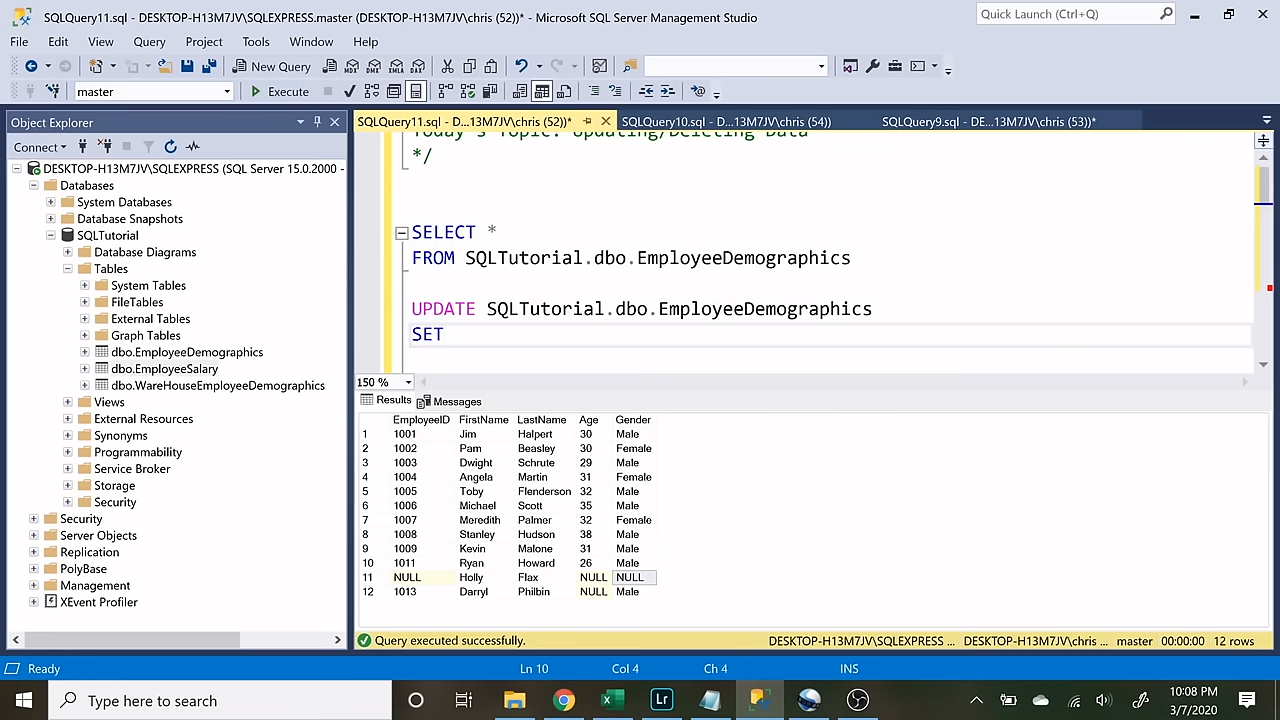 SQLQuery11.sql - DESKTOP-H13M7JV\SQLEXPRESS.master (DESKTOP-H13M7JV\chris (52))* - Microsoft SQL Server Management Studio
Quick Launch (Ctrl+Q)
File Edit View Query Project Tools Window Help
New Query
master Execute
Object Explorer
SQLQuery11.sql - D...13M7JV\chris (52))* SQLQuery10.sql - D...13M7JV\chris (54)) SQLQuery9.sql - DE...13M7JV\chris (53))*
Connect
DESKTOP-H13M7JV\SQLEXPRESS (SQL Server 15.0.2000 -
Databases
System Databases
Database Snapshots
SQLTutorial
Database Diagrams
Tables
System Tables
FileTables
External Tables
Graph Tables
dbo.EmployeeDemographics
dbo.EmployeeSalary
dbo.WareHouseEmployeeDemographics
Views
External Resources
Synonyms
Programmability
Service Broker
Storage
Security
Security
Server Objects
Replication
PolyBase
Management
XEvent Profiler
Today's Topic: Updating/Deleting Data
*/
SELECT *
FROM SQLTutorial.dbo.EmployeeDemographics
UPDATE SQLTutorial.dbo.EmployeeDemographics
SET
150 %
Results Messages
EmployeeID FirstName LastName Age Gender
1 1001 Jim Halpert 30 Male
2 1002 Pam Beasley 30 Female
3 1003 Dwight Schrute 29 Male
4 1004 Angela Martin 31 Female
5 1005 Toby Flenderson 32 Male
6 1006 Michael Scott 35 Male
7 1007 Meredith Palmer 32 Female
8 1008 Stanley Hudson 38 Male
9 1009 Kevin Malone 31 Male
10 1011 Ryan Howard 26 Male
11 NULL Holly Flax NULL NULL
12 1013 Darryl Philbin NULL Male
Query executed successfully. DESKTOP-H13M7JV\SQLEXPRESS ... DESKTOP-H13M7JV\chris ... master 00:00:00 12 rows
Ready Ln 10 Col 4 Ch 4 INS
Type here to search
Lr
10:08 PM
3/7/2020